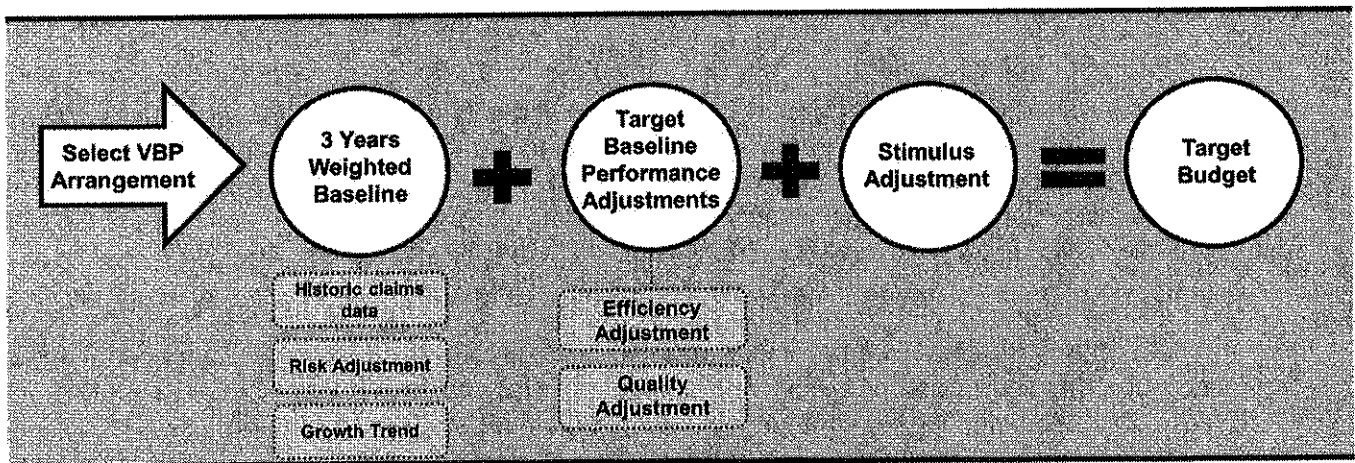 Select VBP
Arrangement
3 Years
Weighted
Baseline
Target
Baseline
Performance
Adjustments
Stimulus
Adjustment
Target
Budget
Historic claims
data
Risk Adjustment
Growth Trend
Efficiency
Adjustment
Quality
Adjustment